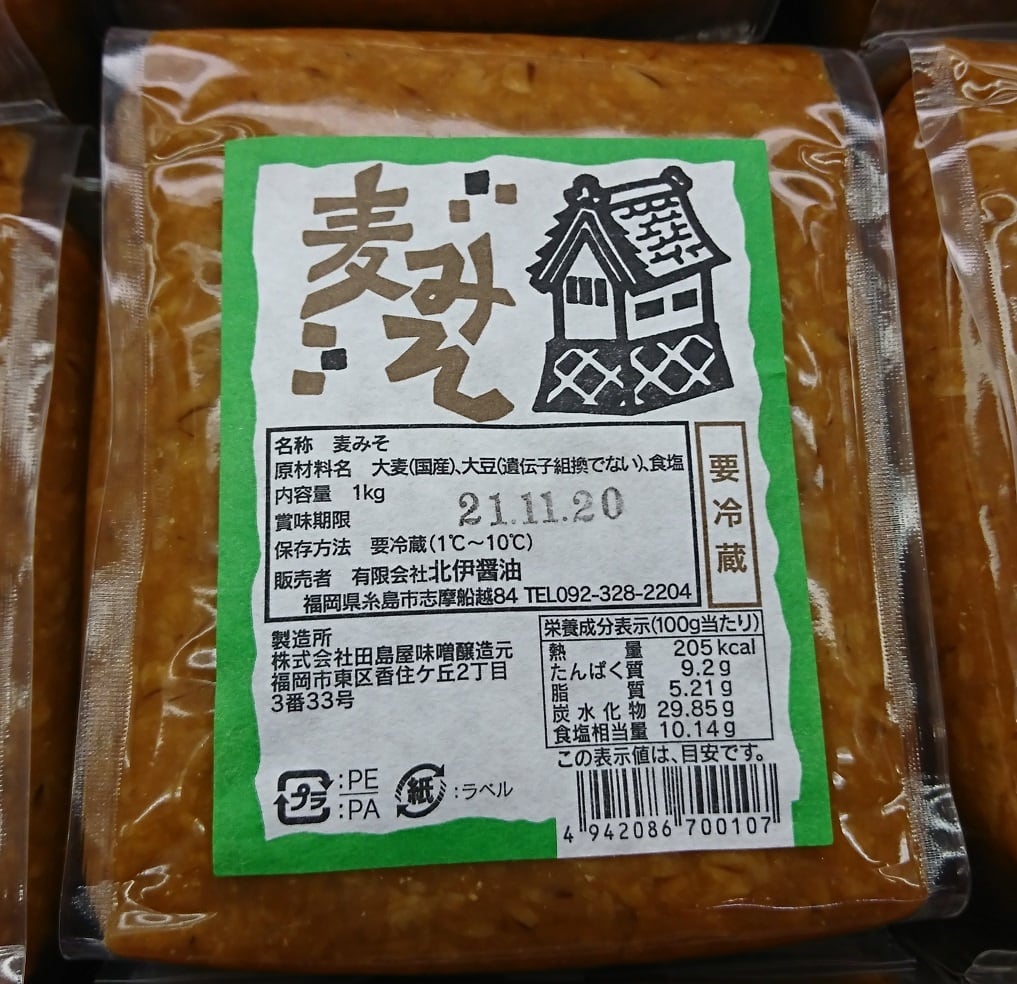 麦みそ
名称 麦みそ
原材料名 大麦(国産)、大豆(遺伝子組換でない)、食塩
内容量 1kg
賞味期限 21.11.20
保存方法 要冷蔵(1℃~10℃)
販売者 有限会社北伊醤油
福岡県糸島市志摩船越84 TEL092-328-2204
要冷蔵
製造所
株式会社田島屋味噌醸造元
福岡市東区香住ケ丘2丁目
3番33号
栄養成分表示(100g当たり)
熱量 205kcal
たんぱく質 9.2g
脂質 5.21g
炭水化物 29.85g
食塩相当量 10.14g
この表示値は、目安です。
プラ :PE
:PA
紙 :ラベル
4 942086 700107